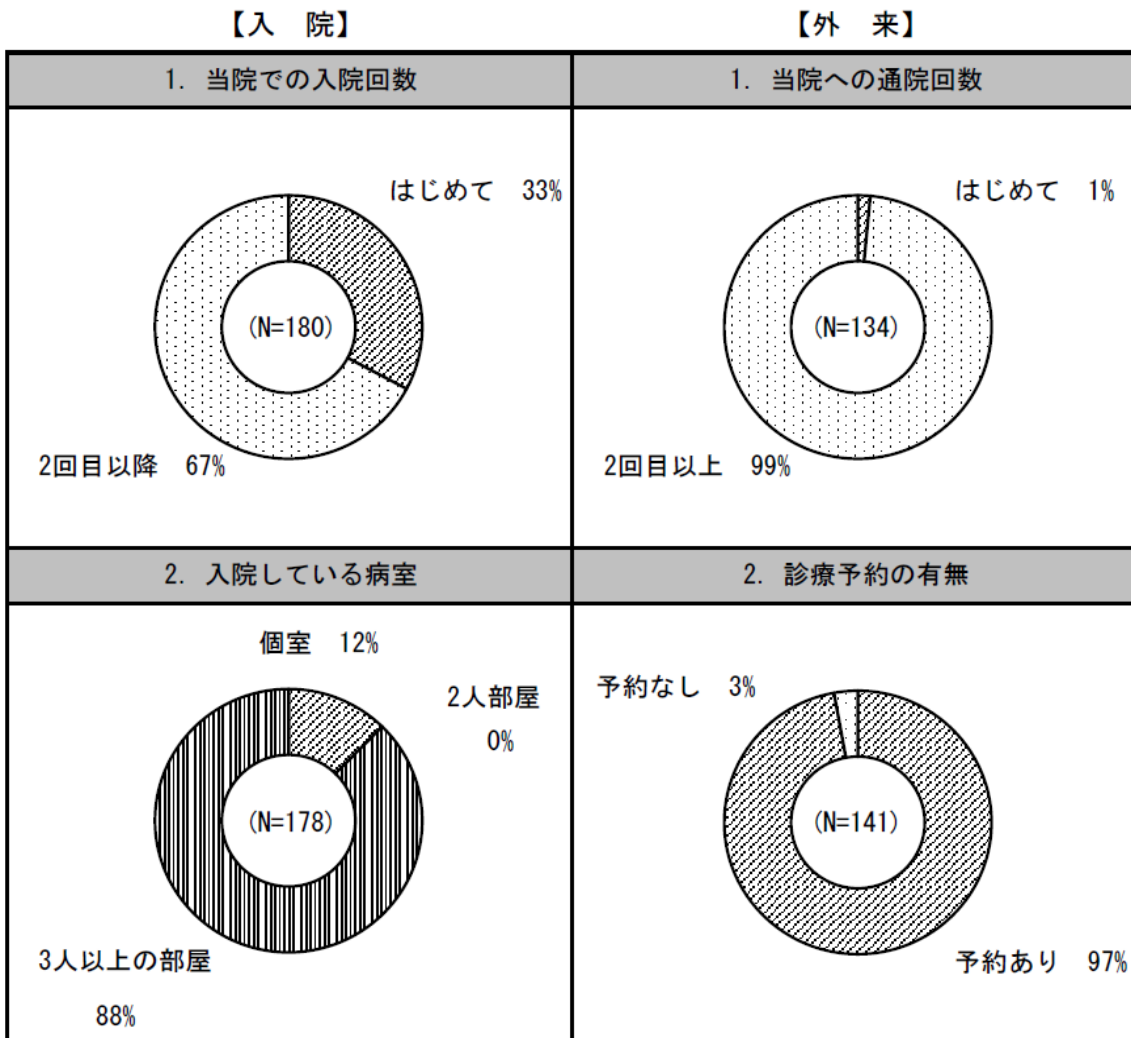 【入　院】
【外　来】
1. 当院での入院回数
1. 当院への通院回数
はじめて　33%
(N=180)
2回目以降　67%
はじめて　1%
(N=134)
2回目以上　99%
2. 入院している病室
2. 診療予約の有無
個室　12%
2人部屋
0%
(N=178)
3人以上の部屋
88%
予約なし　3%
(N=141)
予約あり　97%